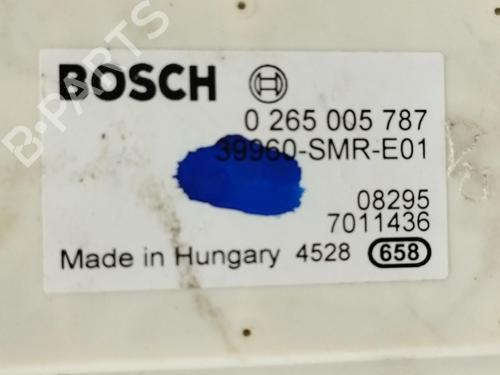 B-PARTS
BOSCH
0 265 005 787
39960-SMR-E01
08295
7011436
Made in Hungary 4528 658